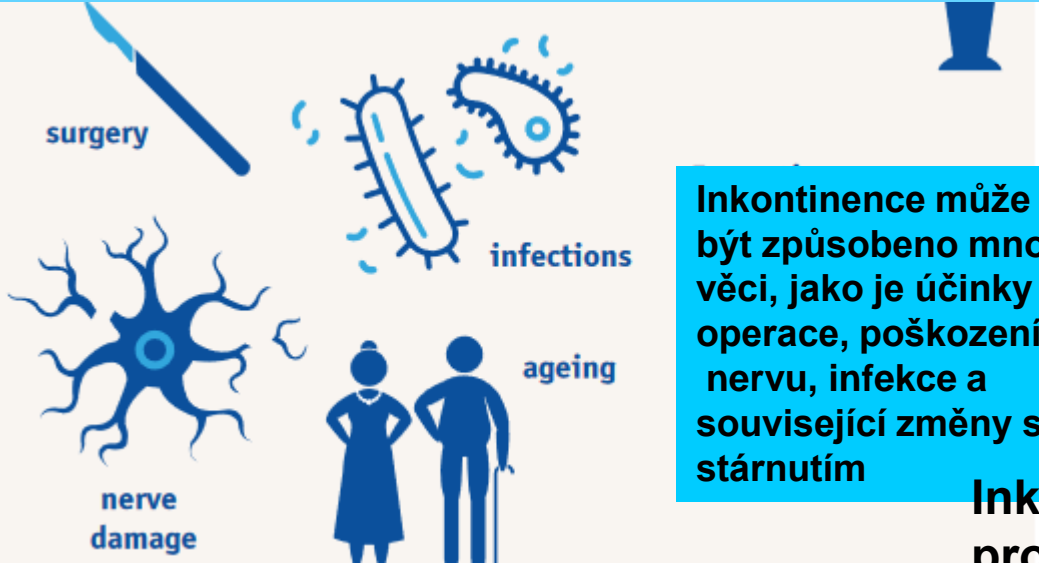 surgery
infections
ageing
nerve
damage
Inkontinence může
být způsobeno mno
věci, jako je účinky
operace, poškození
nervu, infekce a
související změny s
stárnutím
Ink
pro